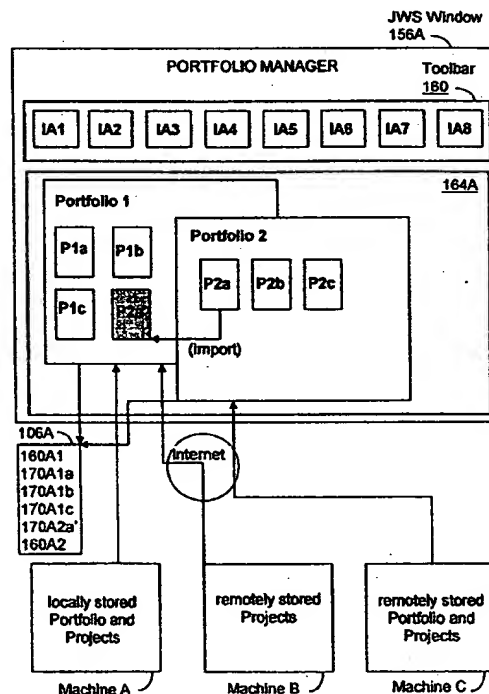 JWS Window
156A
PORTFOLIO MANAGER
Toolbar
160
IA1 IA2 IA3 IA4 IA5 IA6 IA7 IA8
164A
Portfolio 1
Portfolio 2
P1a P1b
P2a P2b P2c
P1c
(Import)
106A
Internet
160A1
170A1a
170A1b
170A1c
170A2a'
160A2
locally stored
Portfolio and
Projects
remotely stored
Projects
remotely stored
Portfolio and
Projects
Machine A
Machine B
Machine C